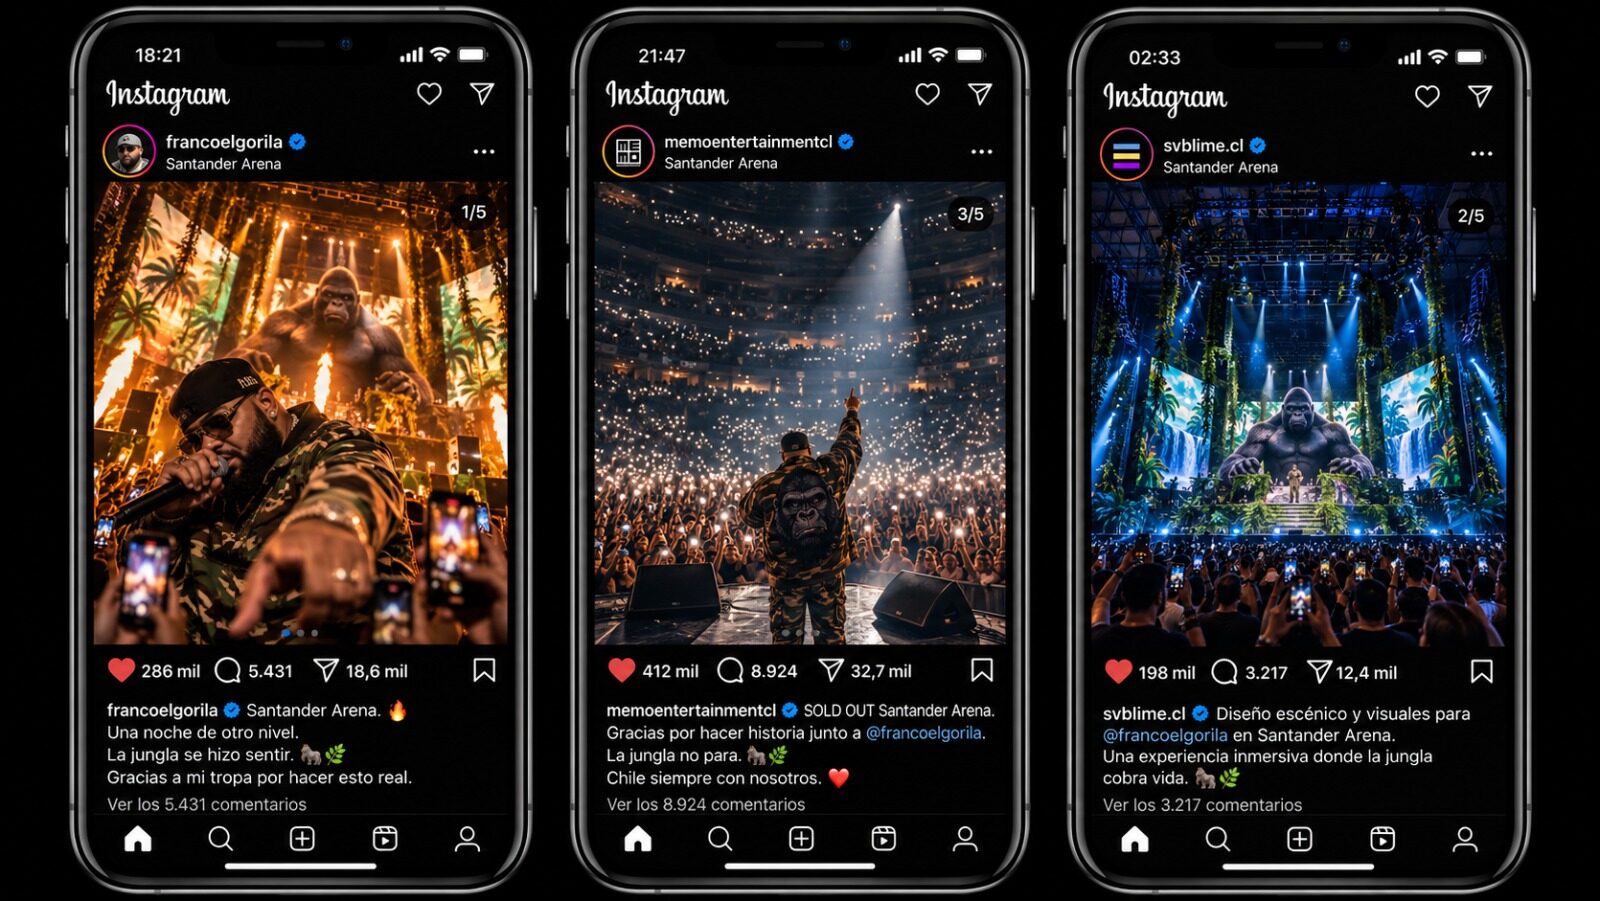 18:21
Instagram
francoelgorila
Santander Arena
1/5
286 mil 5.431 18,6 mil
francoelgorila Santander Arena. 🔥
Una noche de otro nivel.
La jungla se hizo sentir. 🦍🌿
Gracias a mi tropa por hacer esto real.
Ver los 5.431 comentarios
21:47
Instagram
MEMO
memoentertainmentcl
Santander Arena
3/5
412 mil 8.924 32,7 mil
memoentertainmentcl SOLD OUT Santander Arena.
Gracias por hacer historia junto a @francoelgorila.
La jungla no para. 🦍🌿
Chile siempre con nosotros. ❤️
Ver los 8.924 comentarios
02:33
Instagram
svblime.cl
Santander Arena
2/5
198 mil 3.217 12,4 mil
svblime.cl Diseño escénico y visuales para
@francoelgorila en Santander Arena.
Una experiencia inmersiva donde la jungla
cobra vida. 🦍🌿
Ver los 3.217 comentarios